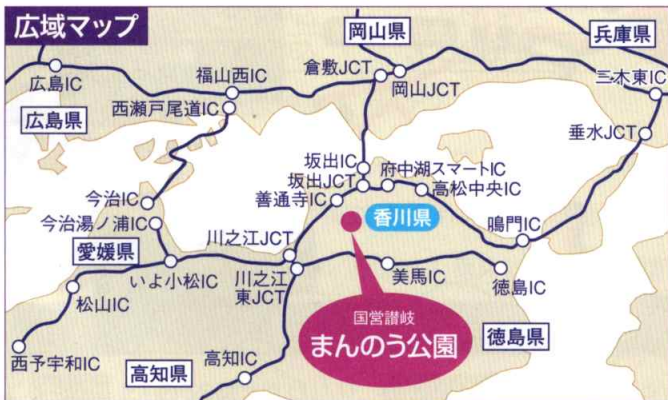 広域マップ
岡山県
兵庫県
広島IC
福山西IC
倉敷JCT
岡山JCT
三木東IC
広島県
西瀬戸尾道IC
垂水JCT
坂出IC
府中湖スマートIC
坂出JCT
高松中央IC
善通寺IC
今治IC
今治湯ノ浦IC
香川県
鳴門IC
愛媛県
川之江JCT
いよ小松IC
川之江
東JCT
美馬IC
徳島IC
松山IC
国営讃岐
まんのう公園
徳島県
西予宇和IC
高知県
高知IC